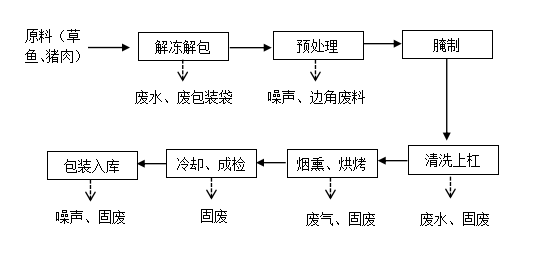 原料（草
鱼、猪肉）
解冻解包
预处理
腌制
废水、废包装袋
噪声、边角废料
包装入库
冷却、成检
烟熏、烘烤
清洗上杠
噪声、固废
固废
废气、固废
废水、固废